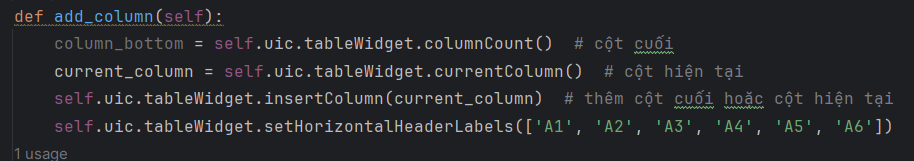 def add_column(self):
    column_bottom = self.uic.tableWidget.columnCount()  # cột cuối
    current_column = self.uic.tableWidget.currentColumn()  # cột hiện tại
    self.uic.tableWidget.insertColumn(current_column)  # thêm cột cuối hoặc cột hiện tại
    self.uic.tableWidget.setHorizontalHeaderLabels(['A1', 'A2', 'A3', 'A4', 'A5', 'A6'])
1 usage